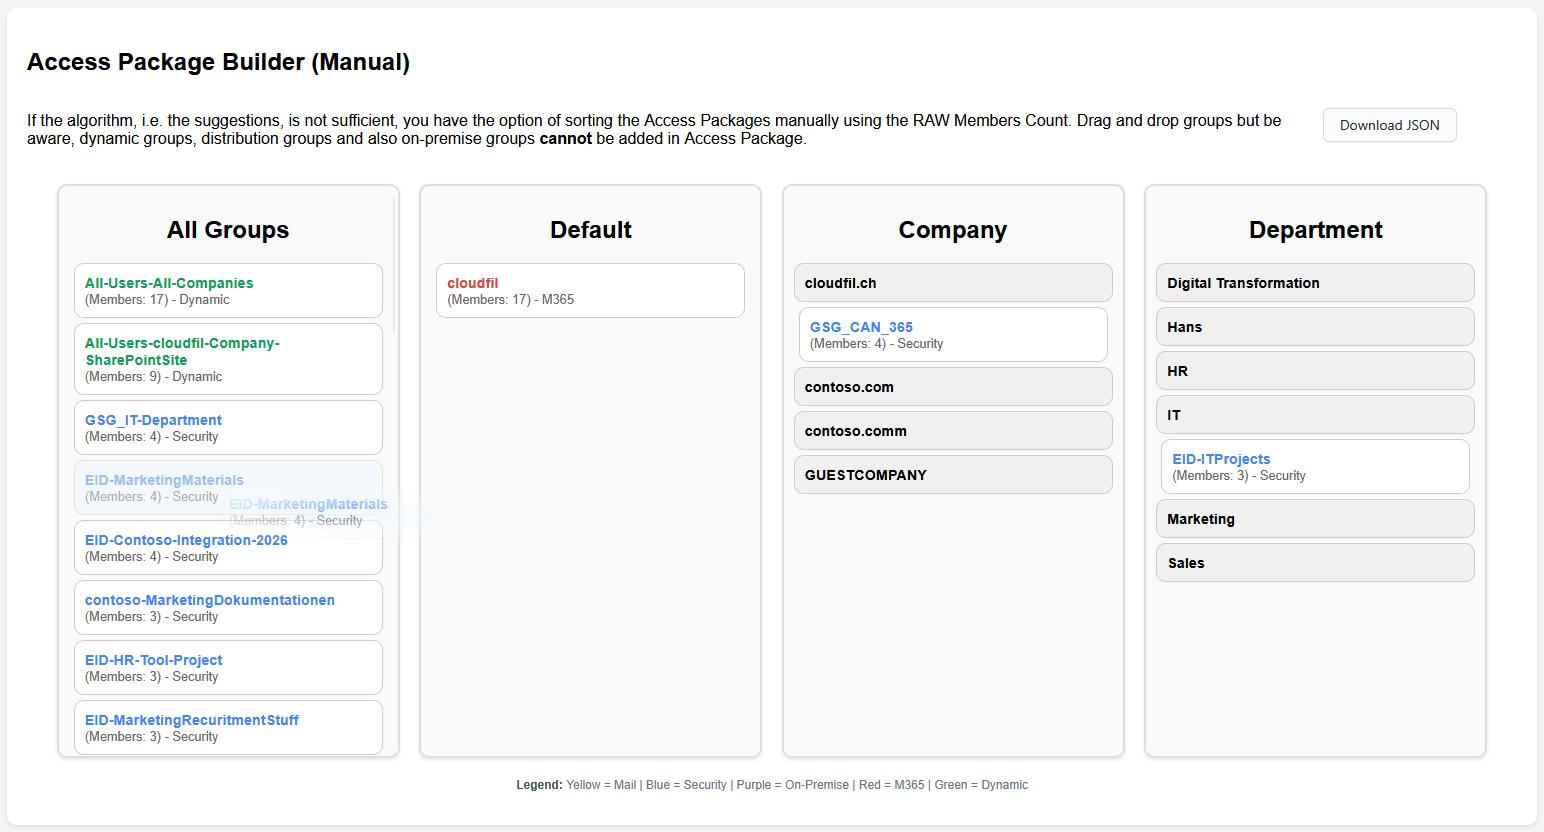 Access Package Builder (Manual)
If the algorithm, i.e. the suggestions, is not sufficient, you have the option of sorting the Access Packages manually using the RAW Members Count. Drag and drop groups but be
aware, dynamic groups, distribution groups and also on-premise groups cannot be added in Access Package.
Download JSON
All Groups
All-Users-All-Companies
(Members: 17) - Dynamic
All-Users-cloudfil-Company-
SharePointSite
(Members: 9) - Dynamic
GSG_IT-Department
(Members: 4) - Security
EID-MarketingMaterials
(Members: 4) - Security
EID-MarketingMaterials
(Members: 4) - Security
EID-Contoso-Integration-2026
(Members: 4) - Security
contoso-MarketingDokumentationen
(Members: 3) - Security
EID-HR-Tool-Project
(Members: 3) - Security
EID-MarketingRecuritmentStuff
(Members: 3) - Security
Default
cloudfil
(Members: 17) - M365
Company
cloudfil.ch
GSG_CAN_365
(Members: 4) - Security
contoso.com
contoso.comm
GUESTCOMPANY
Department
Digital Transformation
Hans
HR
IT
EID-ITProjects
(Members: 3) - Security
Marketing
Sales
Legend: Yellow = Mail | Blue = Security | Purple = On-Premise | Red = M365 | Green = Dynamic